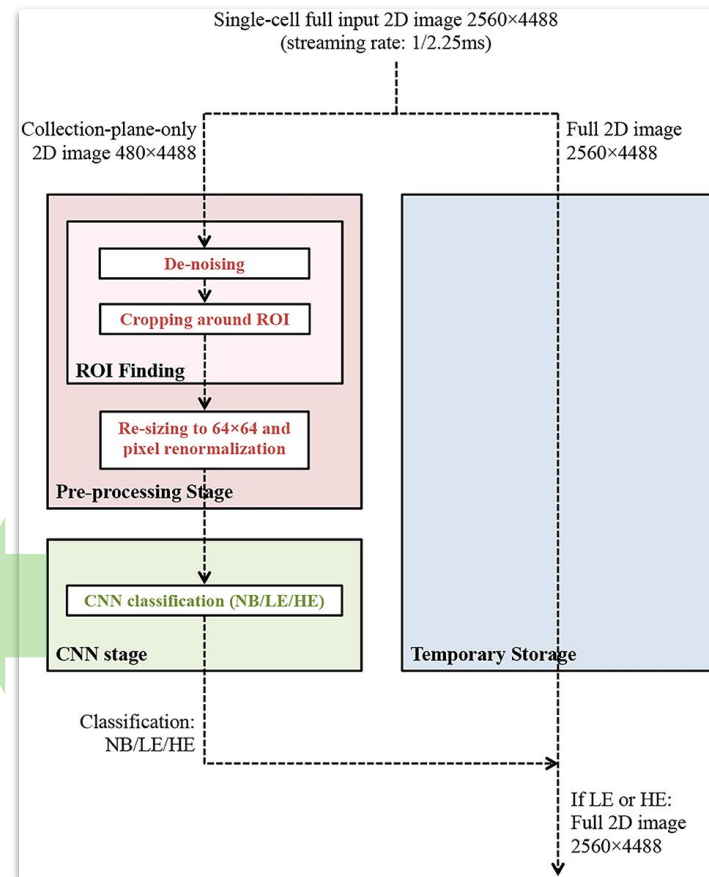 Single-cell full input 2D image 2560×4488
(streaming rate: 1/2.25ms)
Collection-plane-only
2D image 480×4488
Full 2D image
2560×4488
De-noising
Cropping around ROI
ROI Finding
Re-sizing to 64×64 and
pixel renormalization
Pre-processing Stage
CNN classification (NB/LE/HE)
CNN stage
Temporary Storage
Classification:
NB/LE/HE
If LE or HE:
Full 2D image
2560×4488